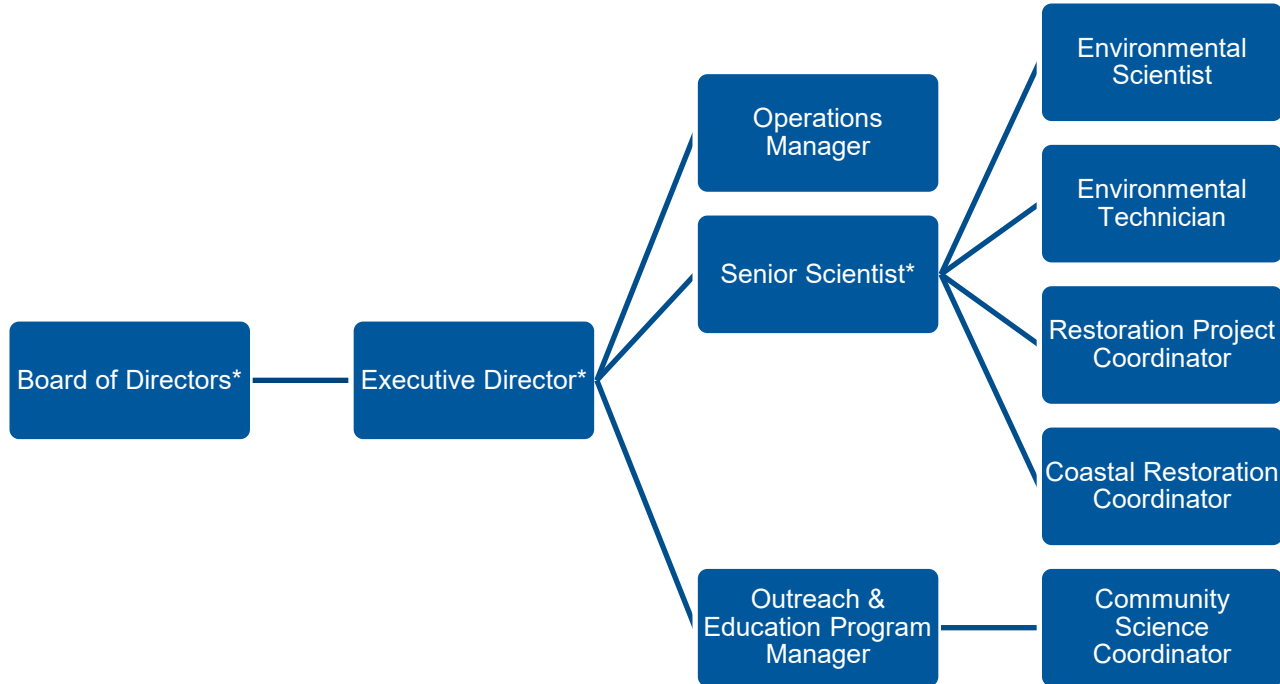 Board of Directors*
Executive Director*
Operations
Manager
Senior Scientist*
Outreach &
Education Program
Manager
Environmental
Scientist
Environmental
Technician
Restoration Project
Coordinator
Coastal Restoration
Coordinator
Community
Science
Coordinator